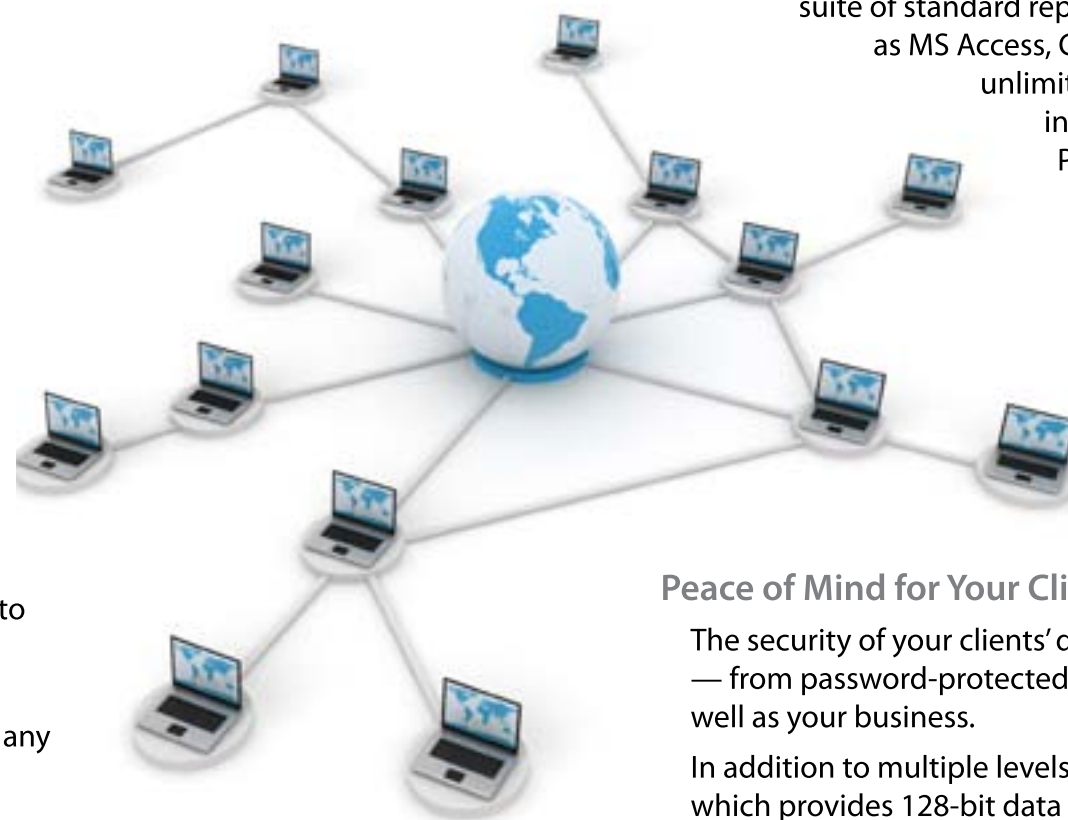 suite of standard rep
as MS Access,
unlimit
in
P
to
any
Peace of Mind for Your Cli
The security of your clients’
— from password-protected
well as your business.
In addition to multiple levels
which provides 128-bit data